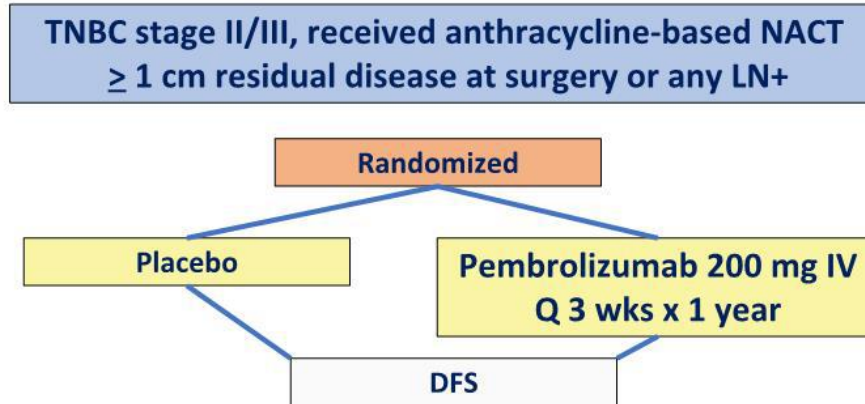 TNBC stage II/III, received anthracycline-based NACT
≥ 1 cm residual disease at surgery or any LN+
Randomized
Placebo
Pembrolizumab 200 mg IV
Q 3 wks x 1 year
DFS